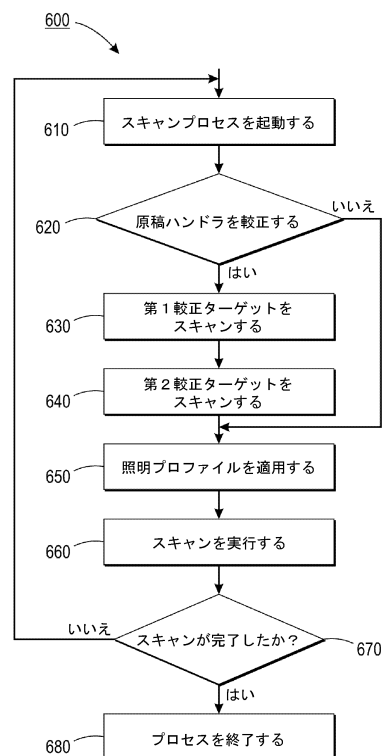 600
610
スキャンプロセスを起動する
620
原稿ハンドラを較正する
いいえ
はい
630
第1較正ターゲットを
スキャンする
640
第2較正ターゲットを
スキャンする
650
照明プロファイルを適用する
660
スキャンを実行する
いいえ
スキャンが完了したか？
670
はい
680
プロセスを終了する